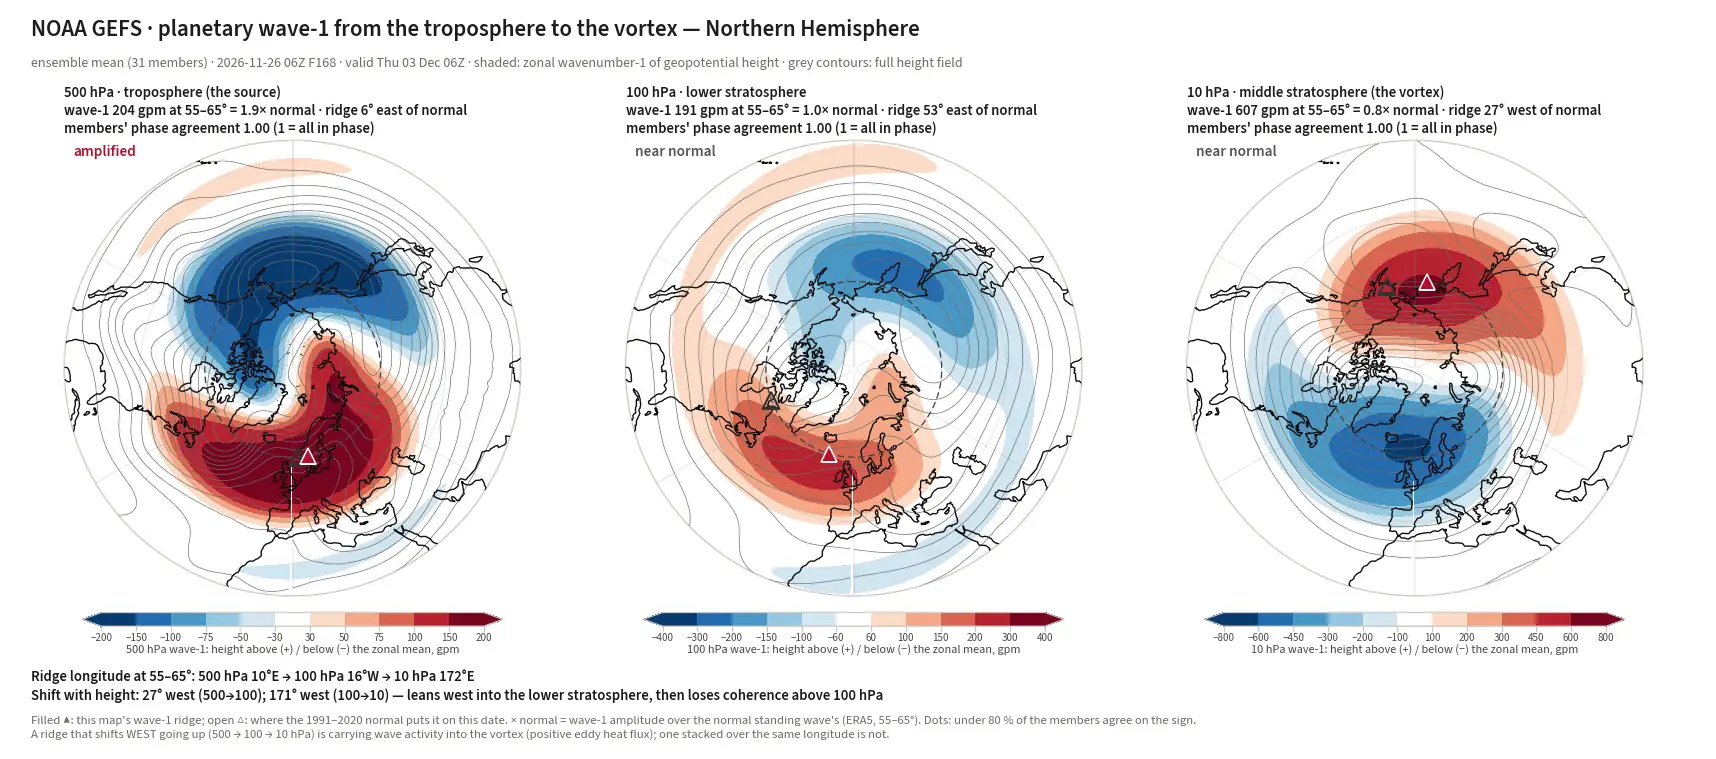 NOAA GEFS · planetary wave-1 from the troposphere to the vortex — Northern Hemisphere
ensemble mean (31 members) · 2026-11-26 06Z F168 · valid Thu 03 Dec 06Z · shaded: zonal wavenumber-1 of geopotential height · grey contours: full height field
500 hPa · troposphere (the source)
wave-1 204 gpm at 55–65° = 1.9× normal · ridge 6° east of normal
members' phase agreement 1.00 (1 = all in phase)
amplified
100 hPa · lower stratosphere
wave-1 191 gpm at 55–65° = 1.0× normal · ridge 53° east of normal
members' phase agreement 1.00 (1 = all in phase)
near normal
10 hPa · middle stratosphere (the vortex)
wave-1 607 gpm at 55–65° = 0.8× normal · ridge 27° west of normal
members' phase agreement 1.00 (1 = all in phase)
near normal
−200 −150 −100 −75 −50 −30 30 50 75 100 150 200
500 hPa wave-1: height above (+) / below (−) the zonal mean, gpm
−400 −300 −200 −150 −100 −60 60 100 150 200 300 400
100 hPa wave-1: height above (+) / below (−) the zonal mean, gpm
−800 −600 −450 −300 −200 −100 100 200 300 450 600 800
10 hPa wave-1: height above (+) / below (−) the zonal mean, gpm
Ridge longitude at 55–65°: 500 hPa 10°E → 100 hPa 16°W → 10 hPa 172°E
Shift with height: 27° west (500→100); 171° west (100→10) — leans west into the lower stratosphere, then loses coherence above 100 hPa
Filled ▲: this map's wave-1 ridge; open △: where the 1991–2020 normal puts it on this date. × normal = wave-1 amplitude over the normal standing wave's (ERA5, 55–65°). Dots: under 80 % of the members agree on the sign.
A ridge that shifts WEST going up (500 → 100 → 10 hPa) is carrying wave activity into the vortex (positive eddy heat flux); one stacked over the same longitude is not.